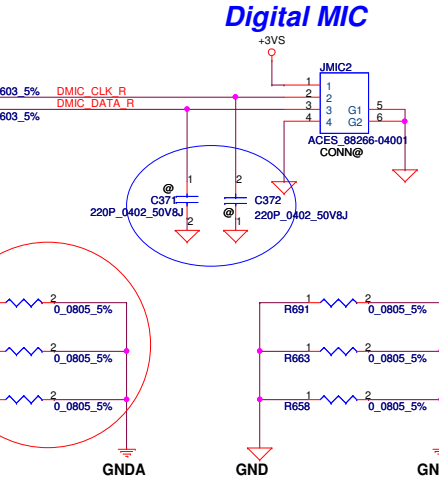 Digital MIC
+3VS
JMIC2
1 1
603_5% DMIC_CLK_R 2 2
DMIC_DATA_R 3 3 G1 5
603_5% 4 4 G2 6
ACES_88266-04001
CONN@
1 2
@ C371 C372
220P_0402_50V8J @ 220P_0402_50V8J
2 1
2 1 2
0_0805_5% R691 0_0805_5%
2 1 2
0_0805_5% R663 0_0805_5%
2 1 2
0_0805_5% R658 0_0805_5%
GNDA GND GN